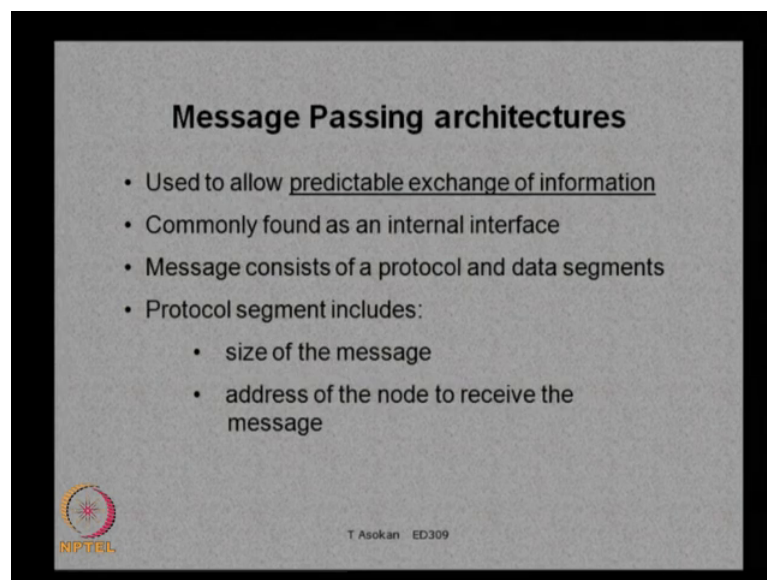 Message Passing architectures
• Used to allow predictable exchange of information
• Commonly found as an internal interface
• Message consists of a protocol and data segments
• Protocol segment includes:
• size of the message
• address of the node to receive the
message
NPTEL
T Asokan ED309